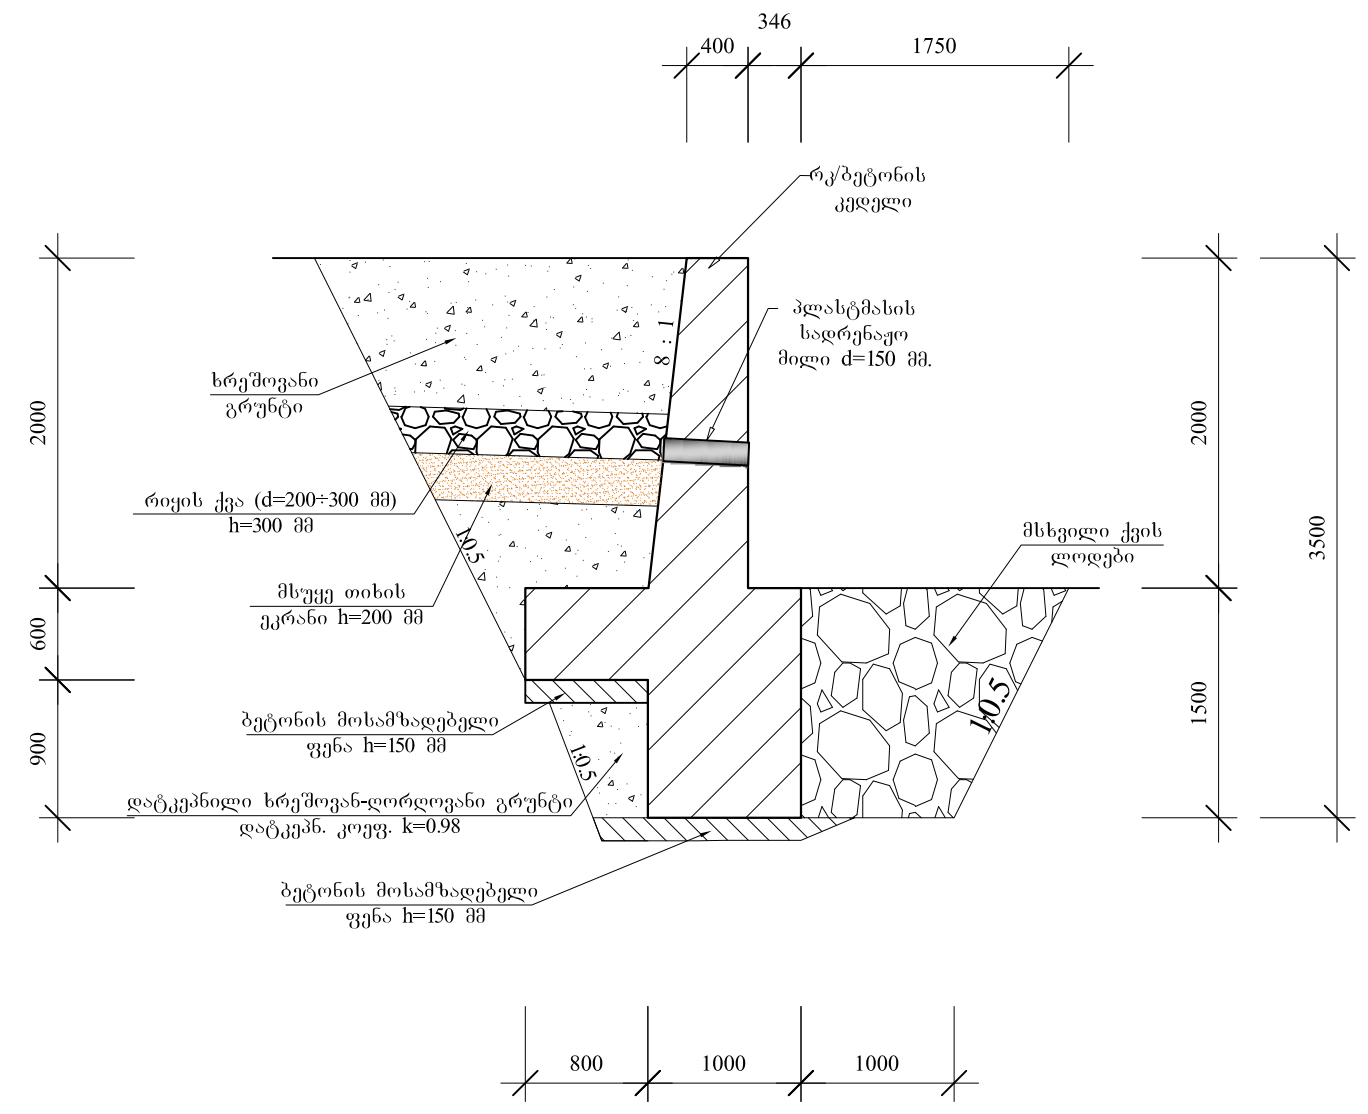 346
400
1750
რკ/ბეტონის
კედელი
პლასტმასის
სადრენაჟო
მილი d=150 მმ.
8 : 1
ხრეშოვანი
გრუნტი
2000
2000
რიყის ქვა (d=200÷300 მმ)
h=300 მმ
1:0.5
მსხვილი ქვის
ლოდები
3500
მსუყე თიხის
ეკრანი h=200 მმ
600
1:0.5
1500
ბეტონის მოსამზადებელი
ფენა h=150 მმ
900
1:0.5
დატკეპნილი ხრეშოვან-ღორღოვანი გრუნტი
დატკეპნ. კოეფ. k=0.98
ბეტონის მოსამზადებელი
ფენა h=150 მმ
800
1000
1000